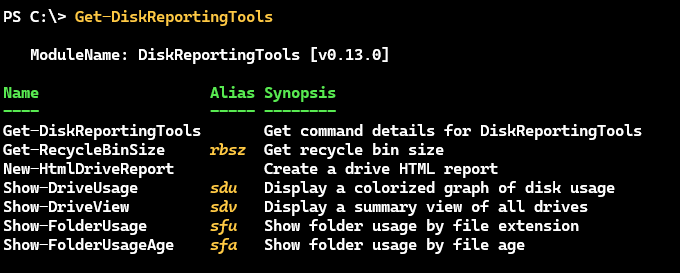 PS C:\> Get-DiskReportingTools
ModuleName: DiskReportingTools [v0.13.0]
Name Alias Synopsis
---- ----- --------
Get-DiskReportingTools Get command details for DiskReportingTools
Get-RecycleBinSize rbsz Get recycle bin size
New-HtmlDriveReport Create a drive HTML report
Show-DriveUsage sdu Display a colorized graph of disk usage
Show-DriveView sdv Display a summary view of all drives
Show-FolderUsage sfu Show folder usage by file extension
Show-FolderUsageAge sfa Show folder usage by file age